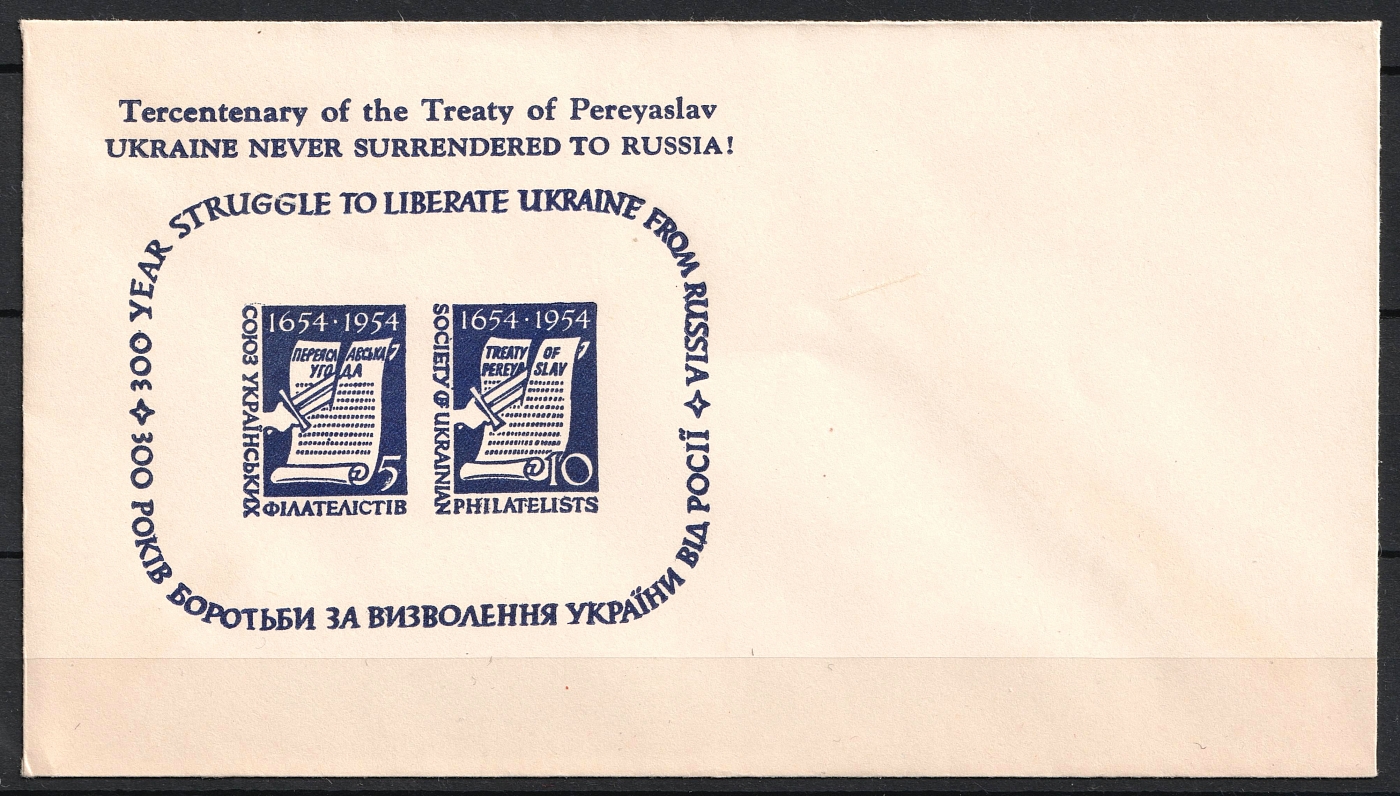 Tercentenary of the Treaty of Pereyaslav
UKRAINE NEVER SURRENDERED TO RUSSIA!
300 YEAR STRUGGLE TO LIBERATE UKRAINE FROM RUSSIA
1654·1954
ПЕРЕЯСЛАВСЬКА
УГОДА
5
СОЮЗ УКРАЇНСЬКИХ
ФІЛАТЕЛІСТІВ
1654·1954
TREATY OF
PEREYASLAV
10
SOCIETY OF UKRAINIAN
PHILATELISTS
300 РОКІВ БОРОТЬБИ ЗА ВИЗВОЛЕННЯ УКРАЇНИ ВІД РОСІЇ